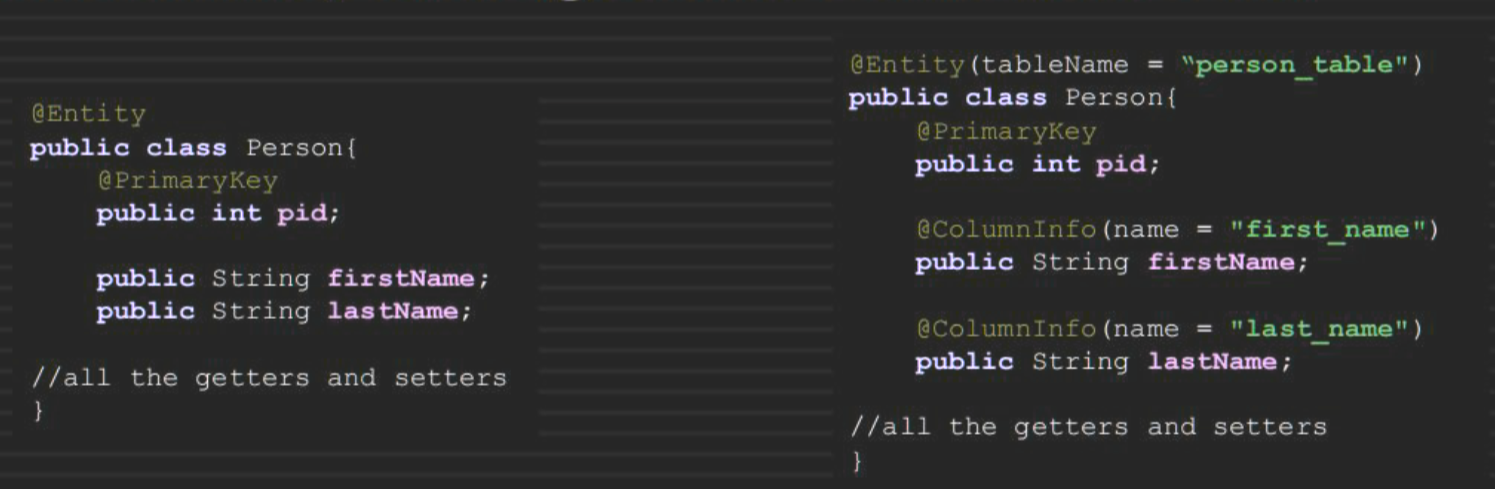 @Entity
public class Person{
@PrimaryKey
public int pid;
public String firstName;
public String lastName;
//all the getters and setters
}
@Entity(tableName = “person_table")
public class Person{
@PrimaryKey
public int pid;
@ColumnInfo(name = "first_name")
public String firstName;
@ColumnInfo(name = "last_name")
public String lastName;
//all the getters and setters
}